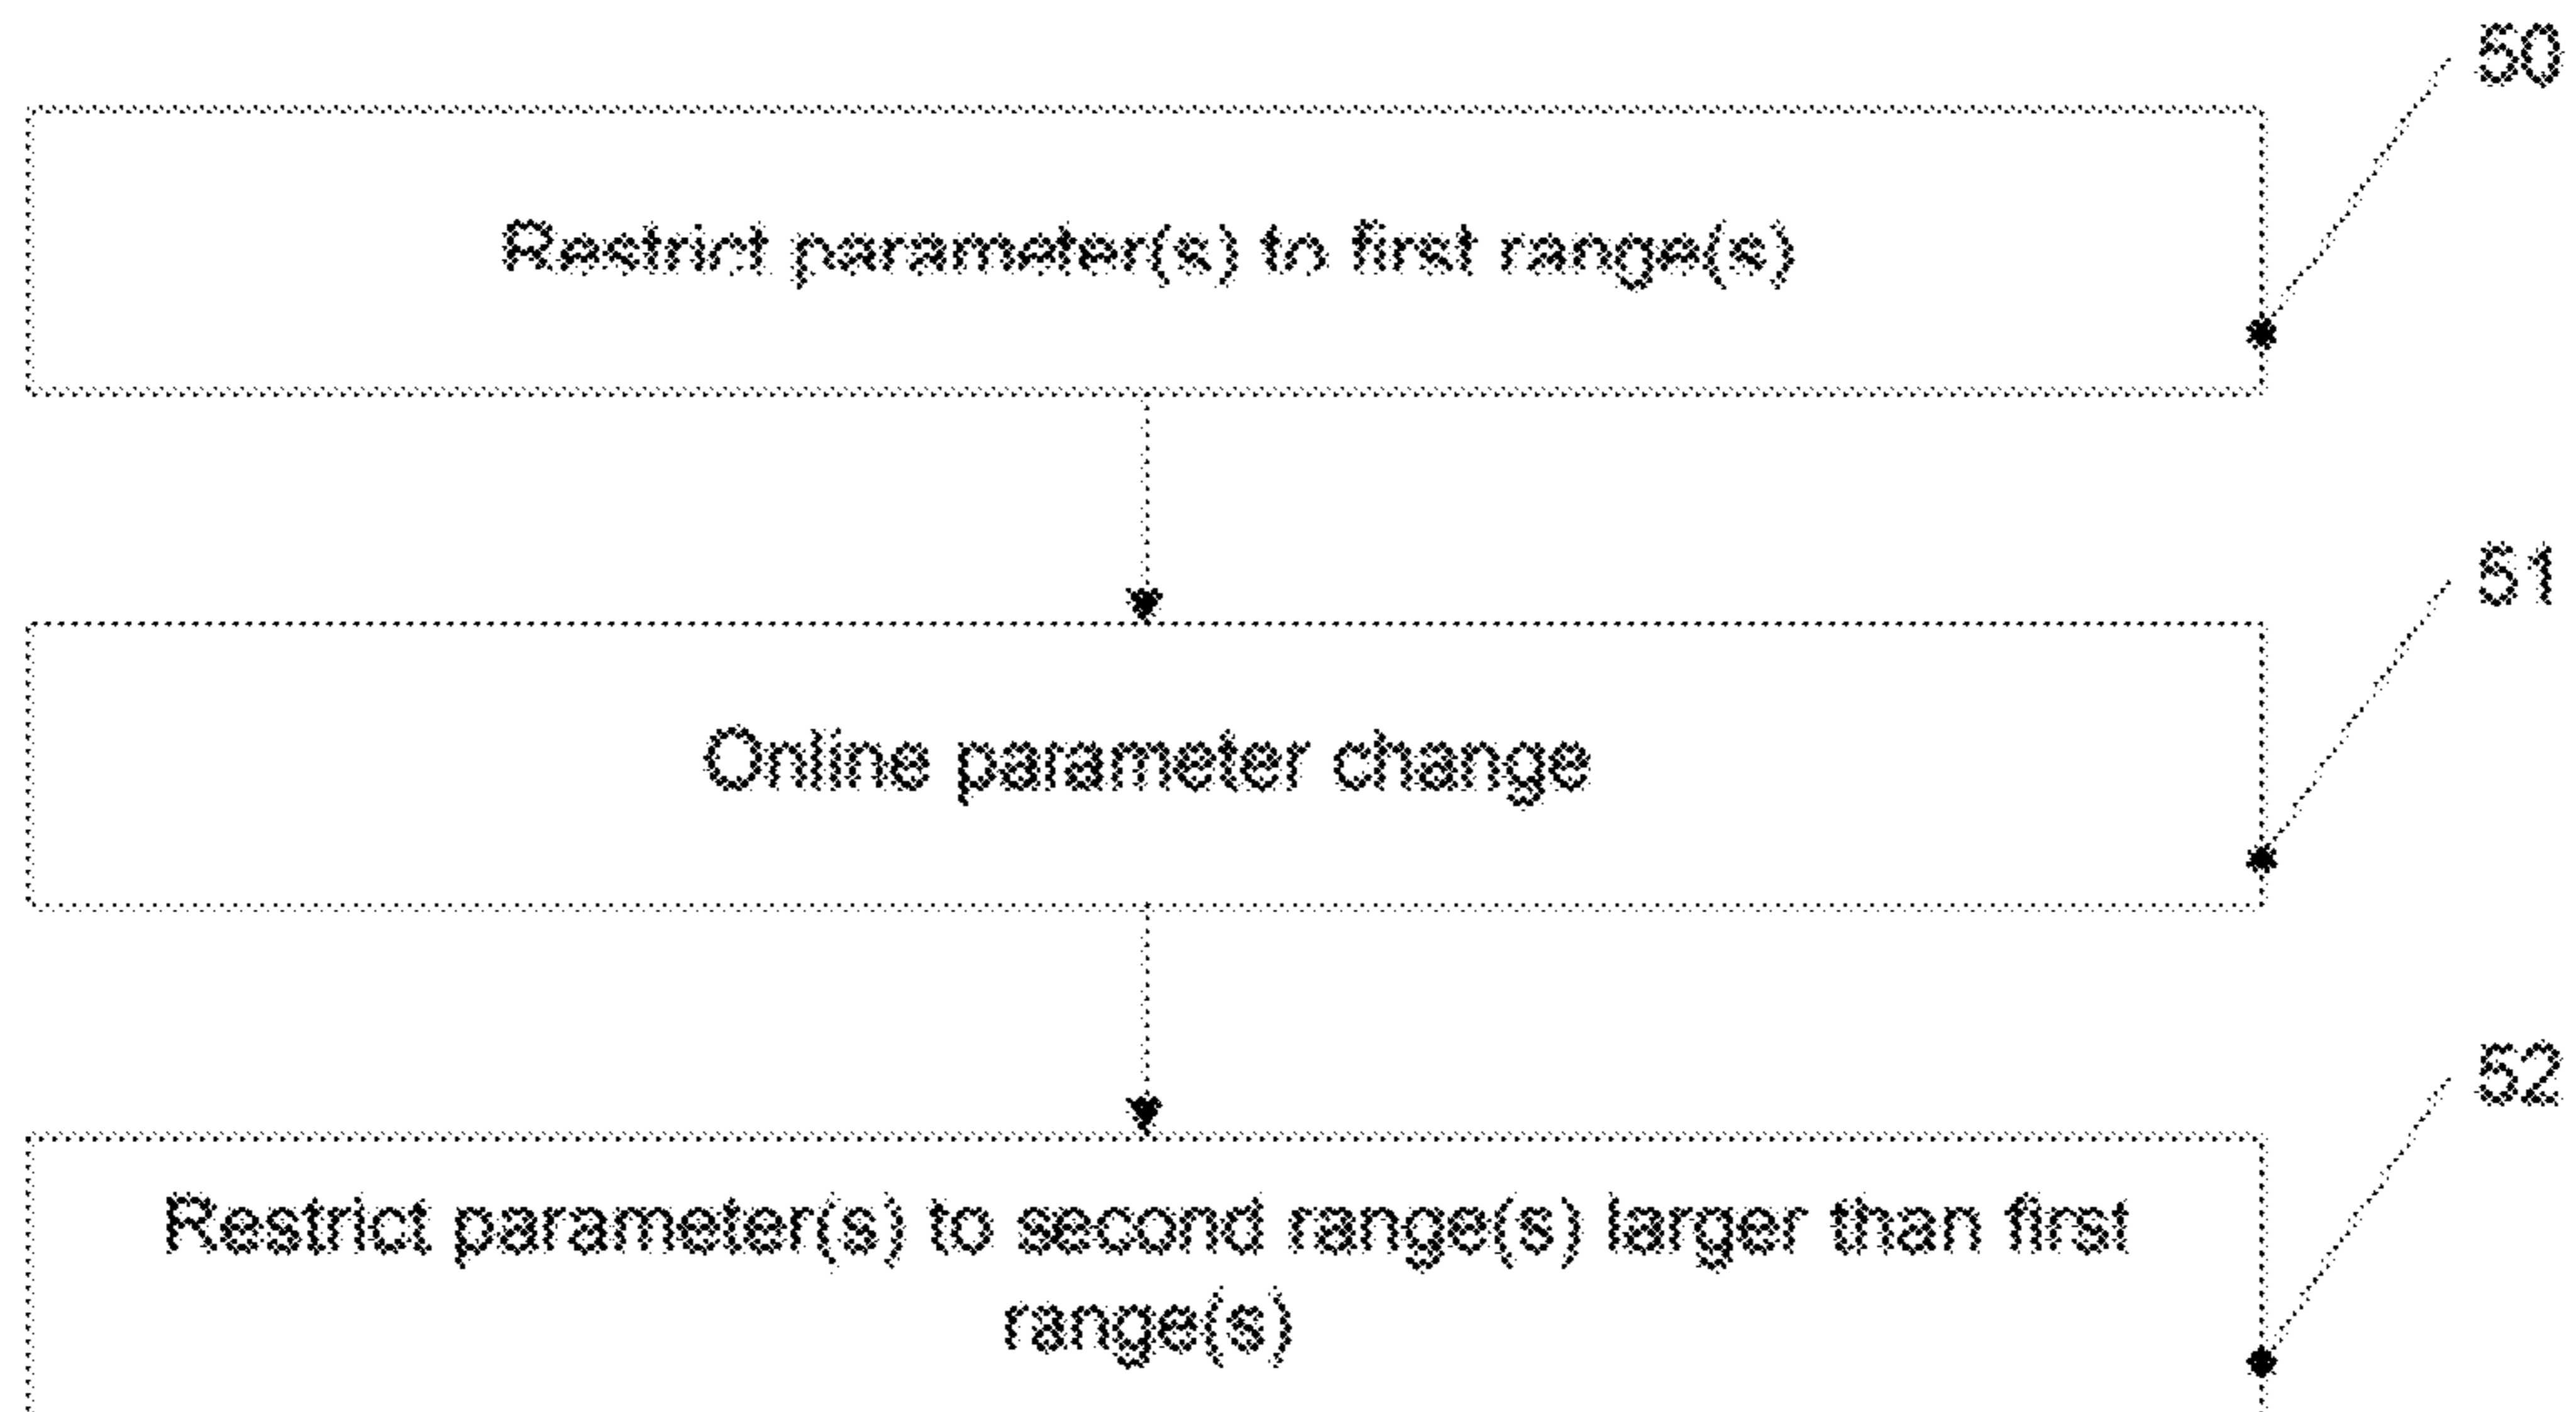 50
Restrict parameter(s) to first range(s)
51
Online parameter change
52
Restrict parameter(s) to second range(s) larger than first
range(s)